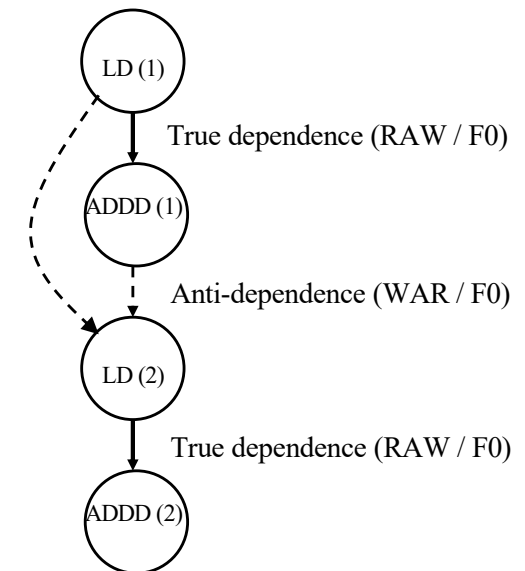 LD (1)
True dependence (RAW / F0)
ADDD (1)
Anti-dependence (WAR / F0)
LD (2)
True dependence (RAW / F0)
ADDD (2)